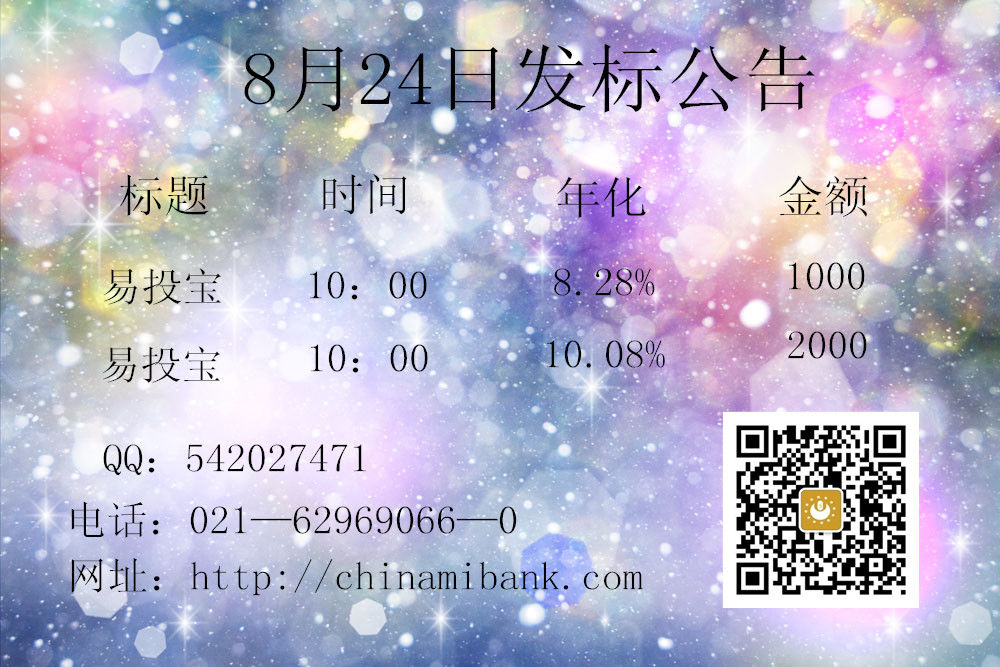 8月24日发标公告
标题 时间 年化 金额
易投宝 10：00 8.28% 1000
易投宝 10：00 10.08% 2000
QQ：542027471
电话：021—62969066—0
网址：http://chinamibank.com